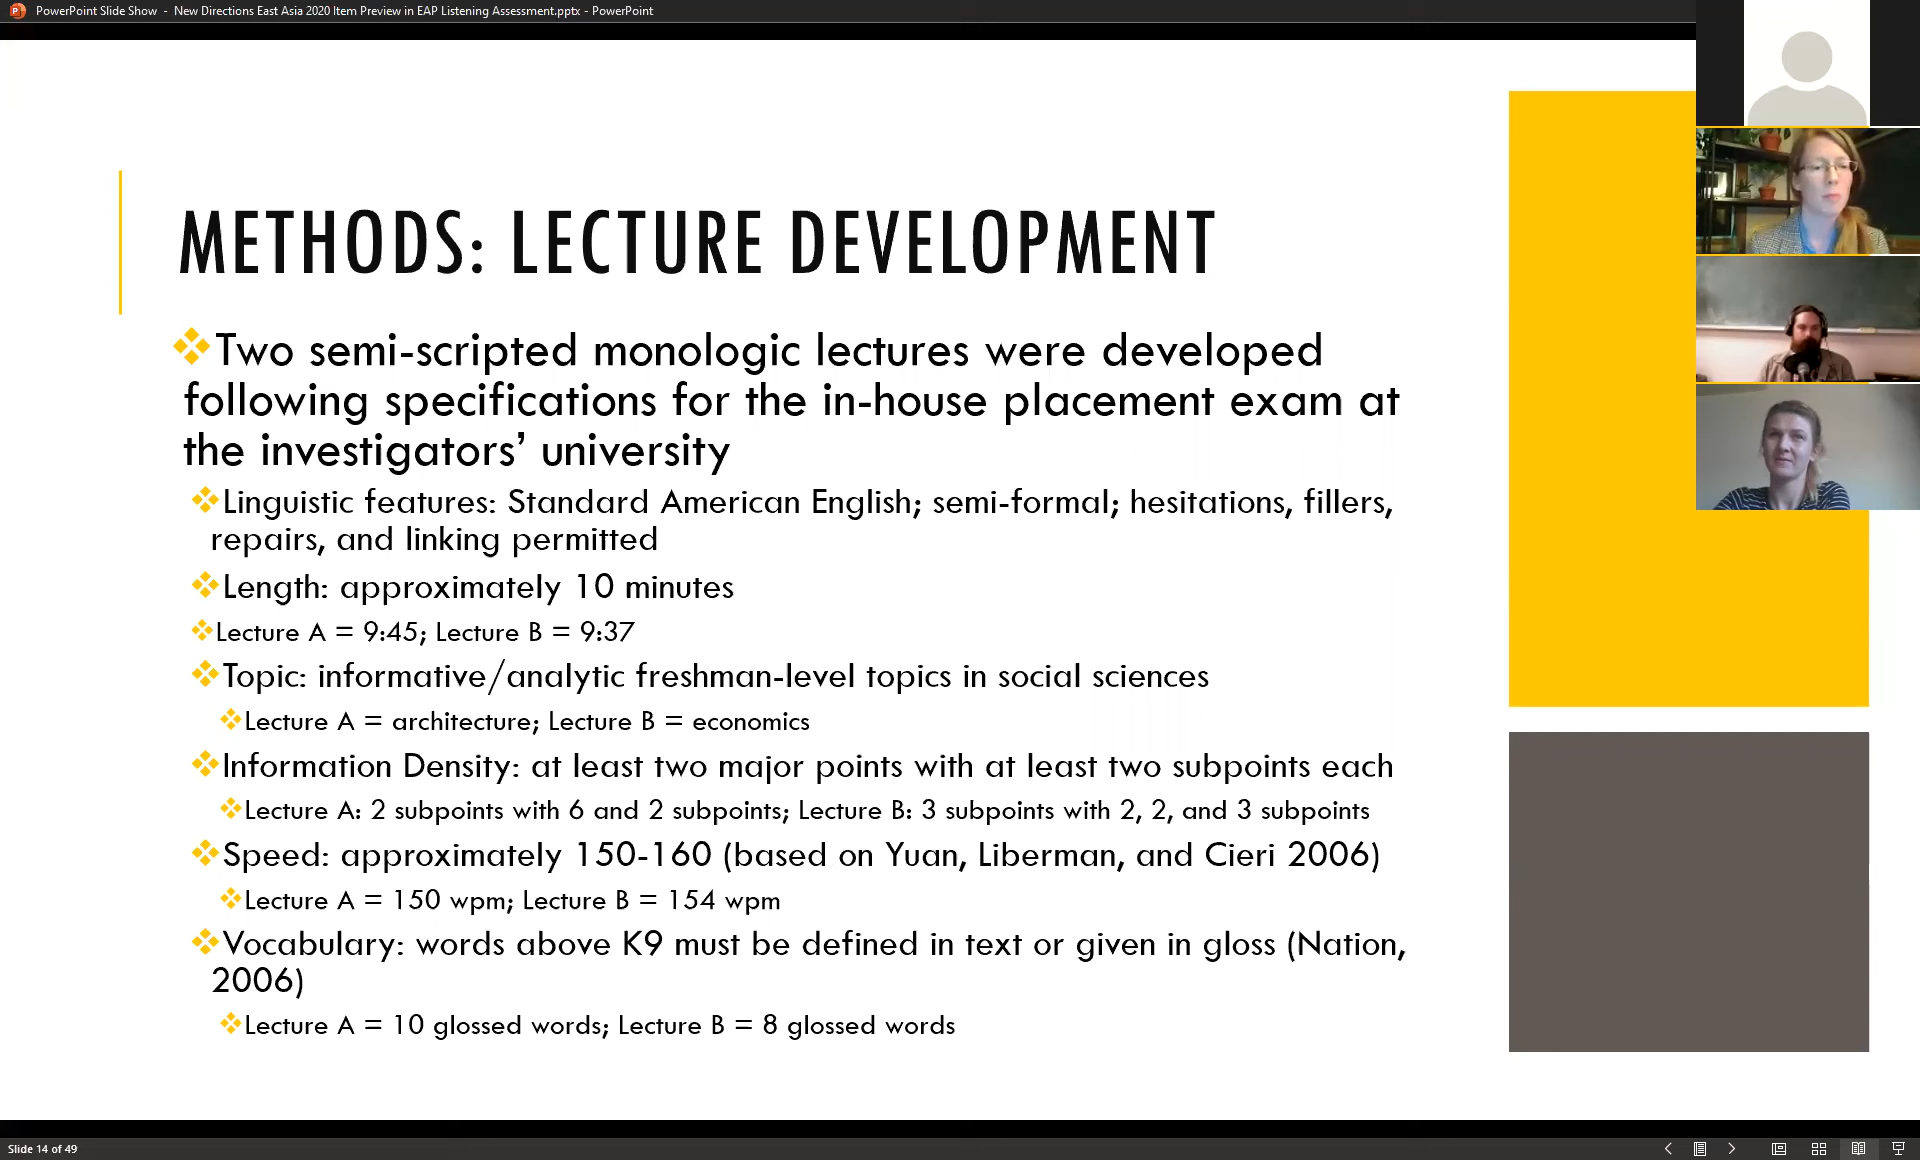 PowerPoint Slide Show - New Directions East Asia 2020 Item Preview in EAP Listening Assessment.pptx - PowerPoint
METHODS: LECTURE DEVELOPMENT
Two semi-scripted monologic lectures were developed
following specifications for the in-house placement exam at
the investigators’ university
Linguistic features: Standard American English; semi-formal; hesitations, fillers,
repairs, and linking permitted
Length: approximately 10 minutes
Lecture A = 9:45; Lecture B = 9:37
Topic: informative/analytic freshman-level topics in social sciences
Lecture A = architecture; Lecture B = economics
Information Density: at least two major points with at least two subpoints each
Lecture A: 2 subpoints with 6 and 2 subpoints; Lecture B: 3 subpoints with 2, 2, and 3 subpoints
Speed: approximately 150-160 (based on Yuan, Liberman, and Cieri 2006)
Lecture A = 150 wpm; Lecture B = 154 wpm
Vocabulary: words above K9 must be defined in text or given in gloss (Nation,
2006)
Lecture A = 10 glossed words; Lecture B = 8 glossed words
Slide 14 of 49